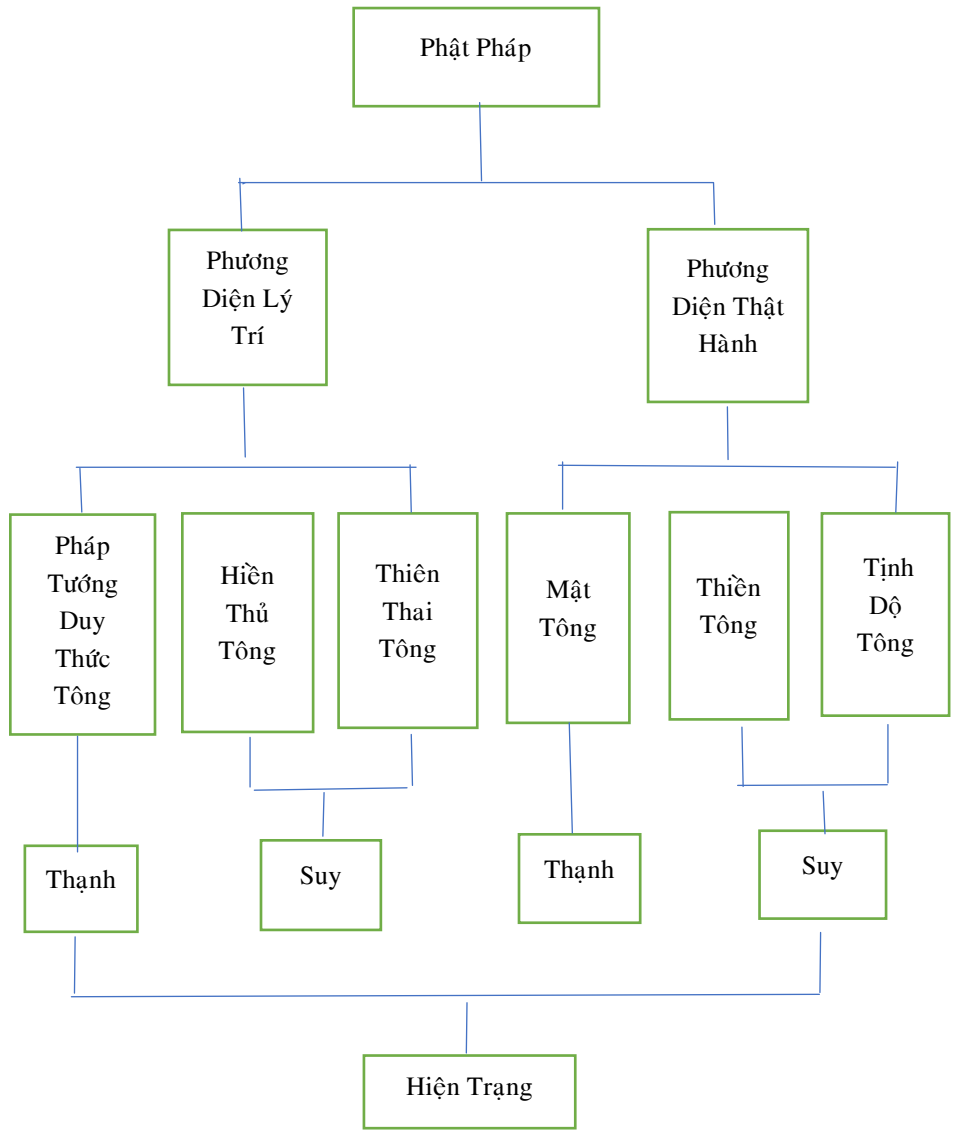 Phật Pháp
Phương
Diện Lý
Trí
Phương
Diện Thật
Hành
Pháp
Tướng
Duy
Thức
Tông
Hiền
Thủ
Tông
Thiên
Thai
Tông
Mật
Tông
Thiền
Tông
Tịnh
Dộ
Tông
Thạnh
Suy
Thạnh
Suy
Hiện Trạng